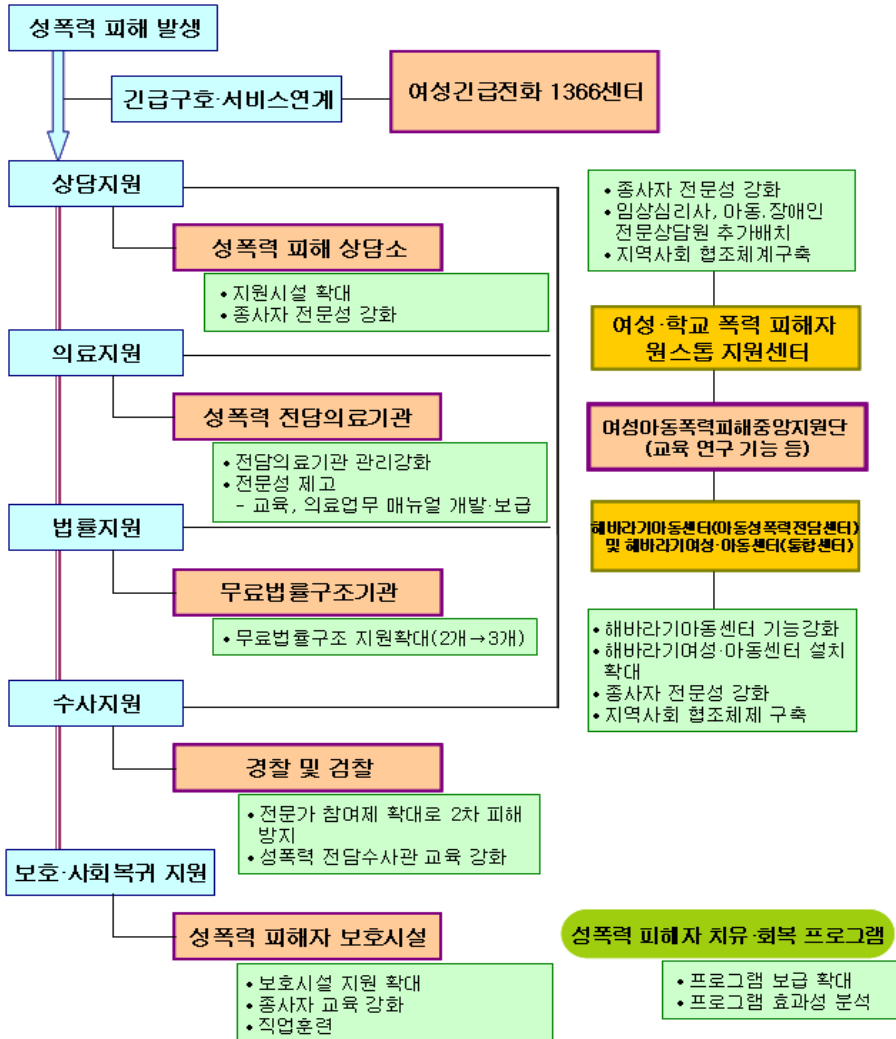 성폭력 피해 발생
긴급구호·서비스연계
여성긴급전화 1366센터
상담지원
성폭력 피해 상담소
• 지원시설 확대
• 종사자 전문성 강화
의료지원
성폭력 전담의료기관
• 전담의료기관 관리강화
• 전문성 제고
- 교육, 의료업무 매뉴얼 개발·보급
법률지원
무료법률구조기관
• 무료법률구조 지원확대(2개→3개)
수사지원
경찰 및 검찰
• 전문가 참여제 확대로 2차 피해
방지
• 성폭력 전담수사관 교육 강화
보호·사회복귀 지원
성폭력 피해자 보호시설
• 보호시설 지원 확대
• 종사자 교육 강화
• 직업훈련
• 종사자 전문성 강화
• 임상심리사, 아동.장애인
전문상담원 추가배치
• 지역사회 협조체계구축
여성·학교 폭력 피해자
원스톱 지원센터
여성아동폭력피해중앙지원단
(교육 연구 기능 등)
해바라기아동센터(아동성폭력전담센터)
및 해바라기여성·아동센터(통합센터)
• 해바라기아동센터 기능강화
• 해바라기여성·아동센터 설치
확대
• 종사자 전문성 강화
• 지역사회 협조체제 구축
성폭력 피해자 치유·회복 프로그램
• 프로그램 보급 확대
• 프로그램 효과성 분석